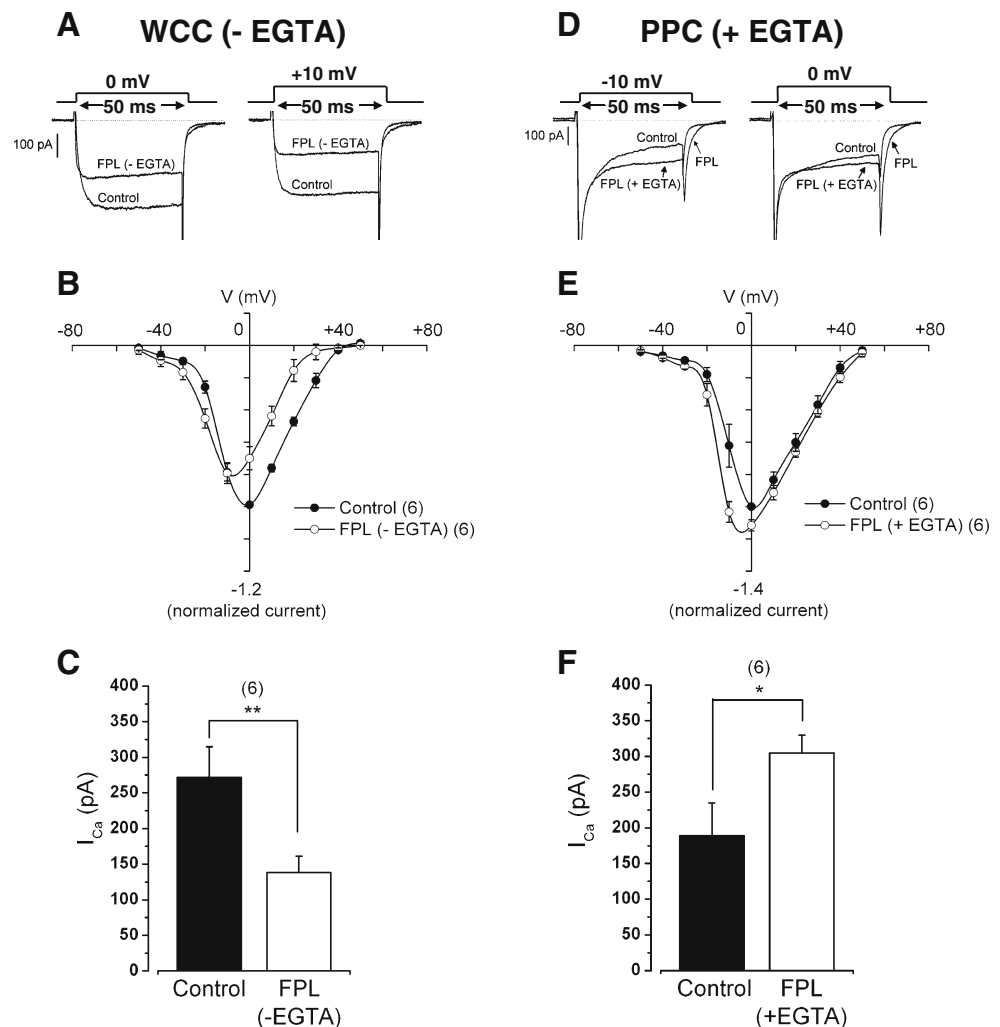 A
WCC (- EGTA)
0 mV
50 ms
+10 mV
50 ms
100 pA
FPL (- EGTA)
Control
FPL (- EGTA)
Control
D
PPC (+ EGTA)
-10 mV
50 ms
0 mV
50 ms
100 pA
Control
FPL
FPL (+ EGTA)
Control
FPL
FPL (+ EGTA)
B
V (mV)
-80 -40 0 +40 +80
Control (6)
FPL (- EGTA) (6)
-1.2
(normalized current)
E
V (mV)
-80 -40 0 +40 +80
Control (6)
FPL (+ EGTA) (6)
-1.4
(normalized current)
C
400
350
300
250
200
150
100
50
0
ICa (pA)
(6)
**
Control FPL
(-EGTA)
F
400
350
300
250
200
150
100
50
0
ICa (pA)
(6)
*
Control FPL
(+EGTA)